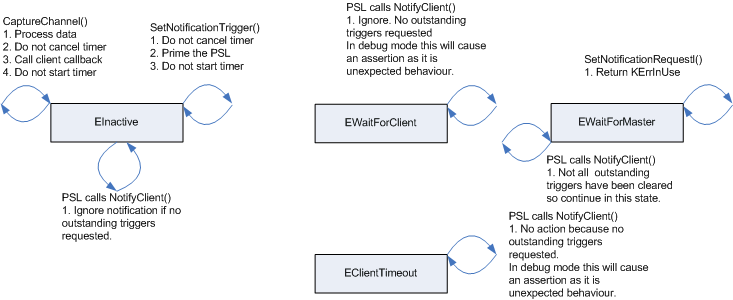 CaptureChannel()
1. Process data
2. Do not cancel timer
3. Call client callback
4. Do not start timer
SetNotificationTrigger()
1. Do not cancel timer
2. Prime the PSL
3. Do not start timer
EInactive
PSL calls NotifyClient()
1. Ignore notification if no
outstanding triggers
requested.
PSL calls NotifyClient()
1. Ignore. No outstanding
triggers requested
In debug mode this will cause
an assertion as it is
unexpected behaviour.
EWaitForClient
SetNotificationRequestl()
1. Return KErrInUse
EWaitForMaster
PSL calls NotifyClient()
1. Not all outstanding
triggers have been cleared
so continue in this state.
PSL calls NotifyClient()
1. No action because no
outstanding triggers
requested.
In debug mode this will cause
an assertion as it is
unexpected behaviour.
EClientTimeout